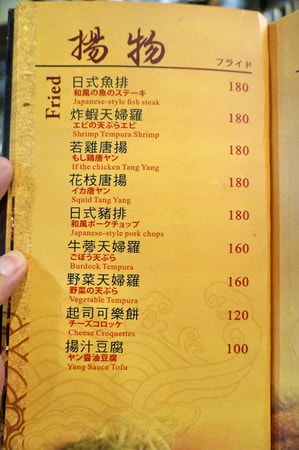 揚物
フライド
Fried
日式魚排 180
和風の魚のステーキ
Japanese-style fish steak
炸蝦天婦羅 180
エビの天ぷらエビ
Shrimp Tempura Shrimp
若雞唐揚 180
もし鶏唐ヤン
If the chicken Tang Yang
花枝唐揚 180
イカ唐ヤン
Squid Tang Yang
日式豬排 180
和風ポークチョップ
Japanese-style pork chops
牛蒡天婦羅 160
ごぼう天ぷら
Burdock Tempura
野菜天婦羅 160
野菜の天ぷら
Vegetable Tempura
起司可樂餅 120
チーズコロッケ
Cheese Croquettes
揚汁豆腐 100
ヤン醤油豆腐
Yang Sauce Tofu